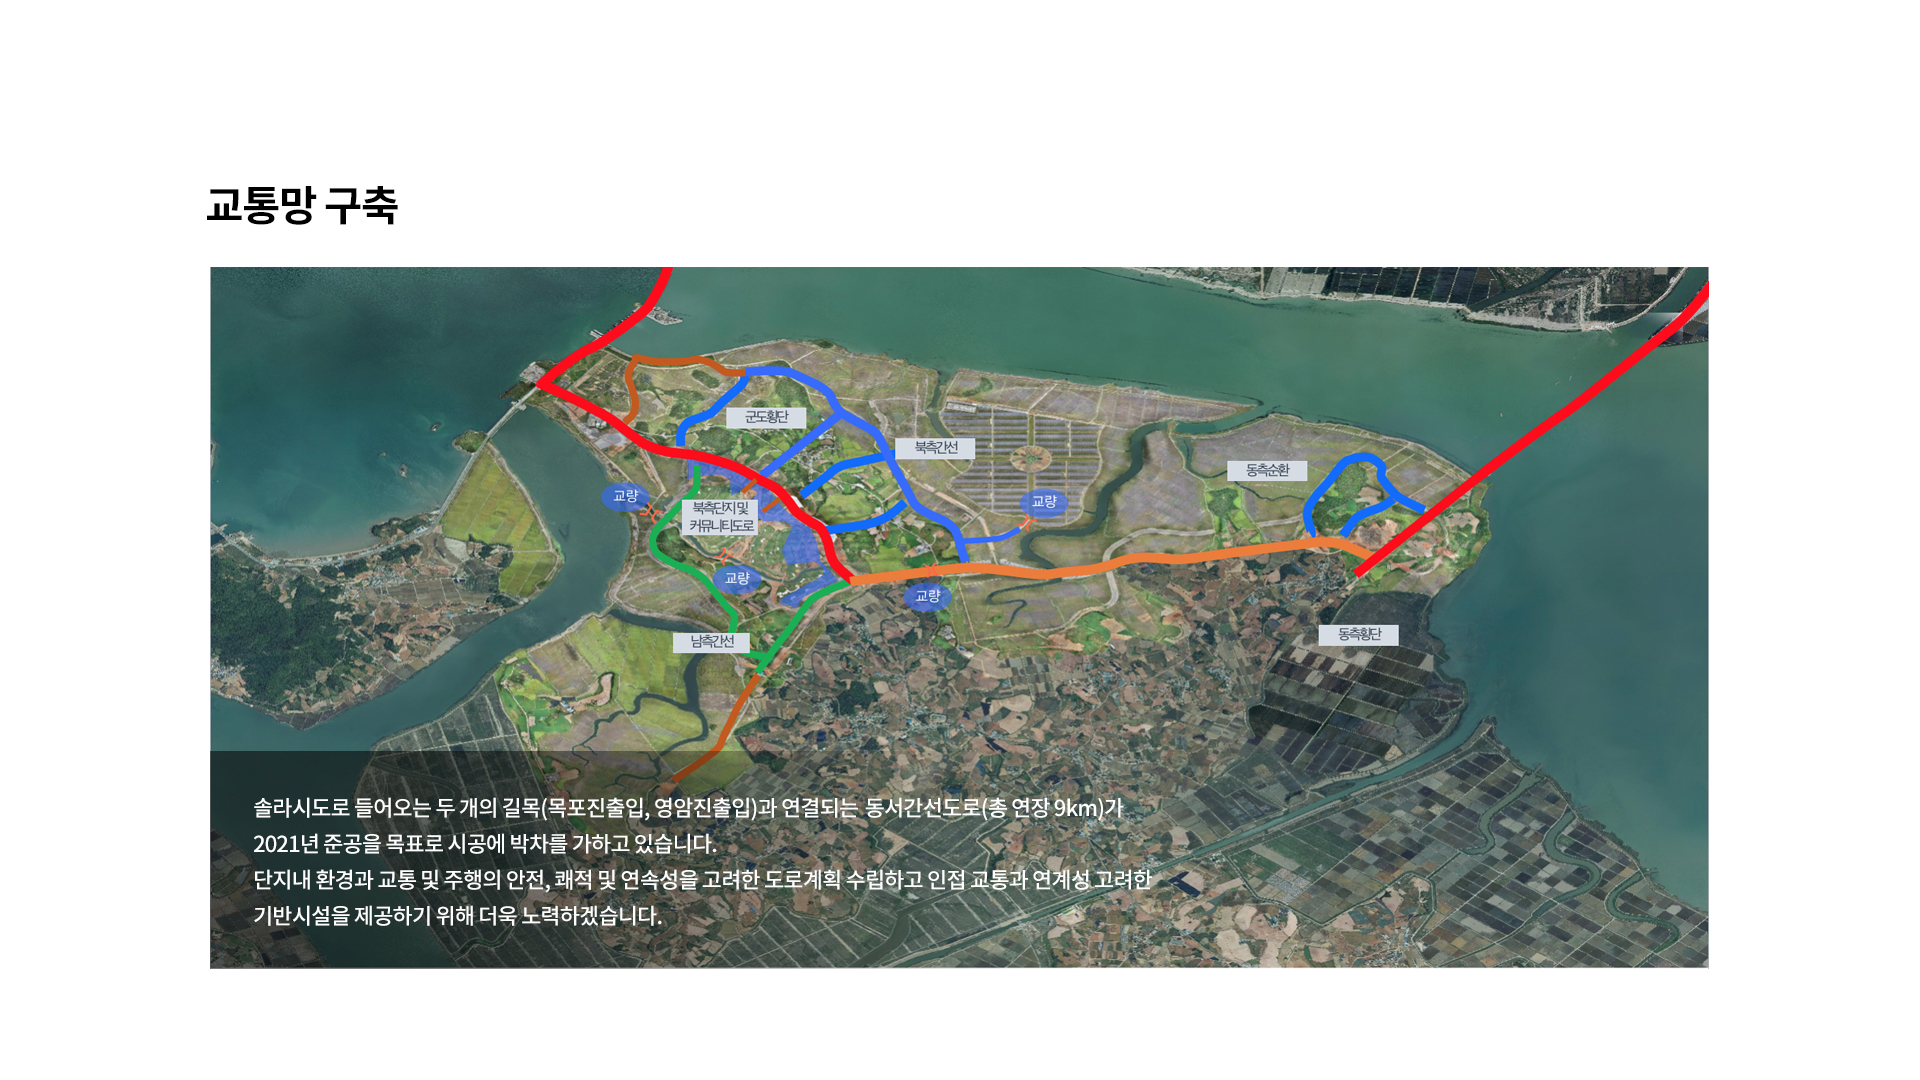 교통망 구축
군도횡단
북측간선
동측순환
교량
교량
북측단지 및
커뮤니티도로
교량
교량
남측간선
동측횡단
솔라시도로 들어오는 두 개의 길목(목포진출입, 영암진출입)과 연결되는 동서간선도로(총 연장 9km)가
2021년 준공을 목표로 시공에 박차를 가하고 있습니다.
단지내 환경과 교통 및 주행의 안전, 쾌적 및 연속성을 고려한 도로계획 수립하고 인접 교통과 연계성 고려한
기반시설을 제공하기 위해 더욱 노력하겠습니다.